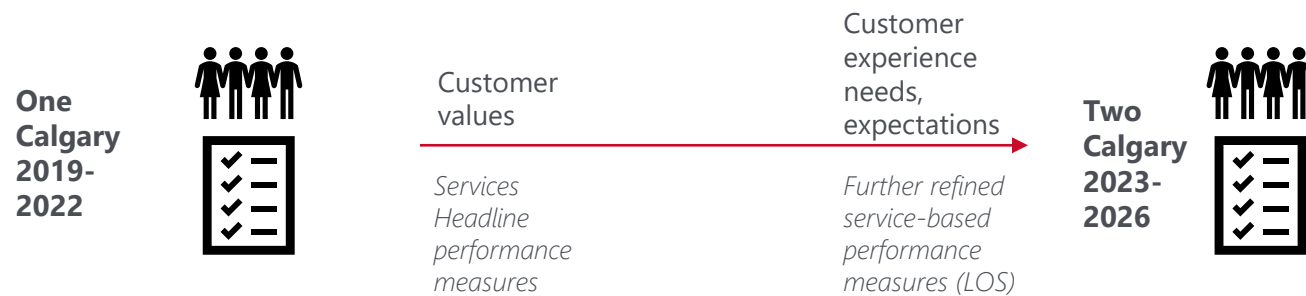 One
Calgary
2019-
2022
Customer
values
Services
Headline
performance
measures
Customer
experience
needs,
expectations
Further refined
service-based
performance
measures (LOS)
Two
Calgary
2023-
2026